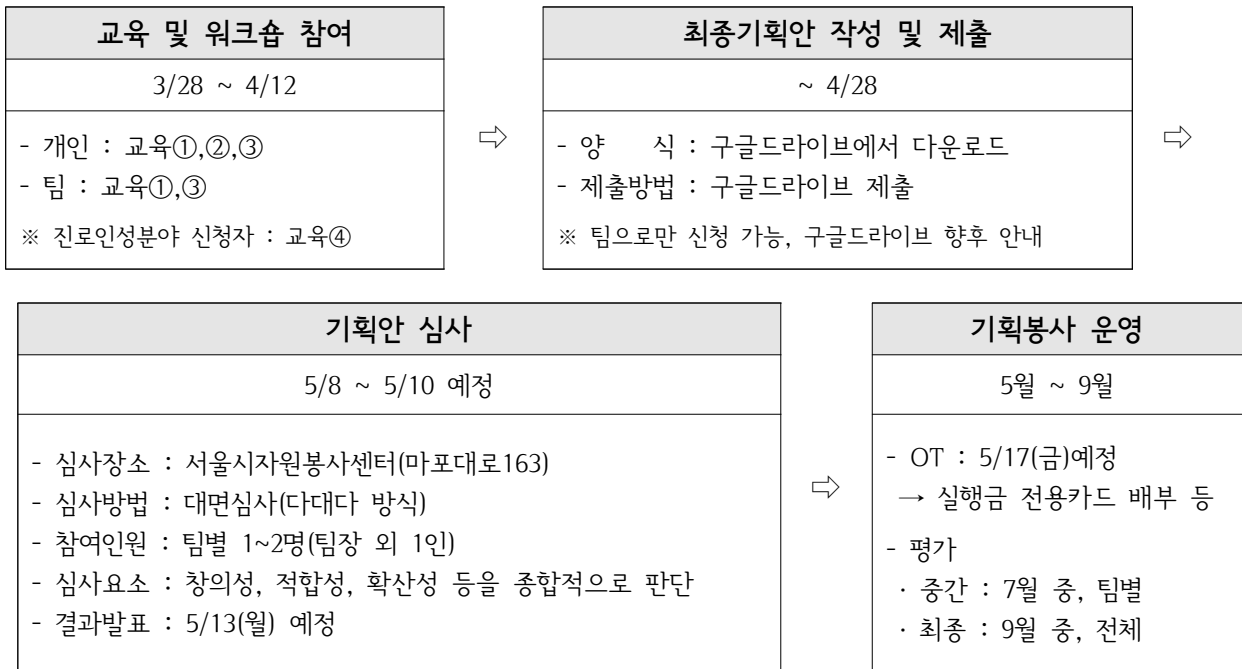 교육 및 워크숍 참여
3/28 ~ 4/12
- 개인 : 교육①,②,③
- 팀 : 교육①,③
※ 진로인성분야 신청자 : 교육④
⇨
최종기획안 작성 및 제출
~ 4/28
- 양 식 : 구글드라이브에서 다운로드
- 제출방법 : 구글드라이브 제출
※ 팀으로만 신청 가능, 구글드라이브 향후 안내
⇨
기획안 심사
5/8 ~ 5/10 예정
- 심사장소 : 서울시자원봉사센터(마포대로163)
- 심사방법 : 대면심사(다대다 방식)
- 참여인원 : 팀별 1~2명(팀장 외 1인)
- 심사요소 : 창의성, 적합성, 확산성 등을 종합적으로 판단
- 결과발표 : 5/13(월) 예정
⇨
기획봉사 운영
5월 ~ 9월
- OT : 5/17(금)예정
→ 실행금 전용카드 배부 등
- 평가
· 중간 : 7월 중, 팀별
· 최종 : 9월 중, 전체